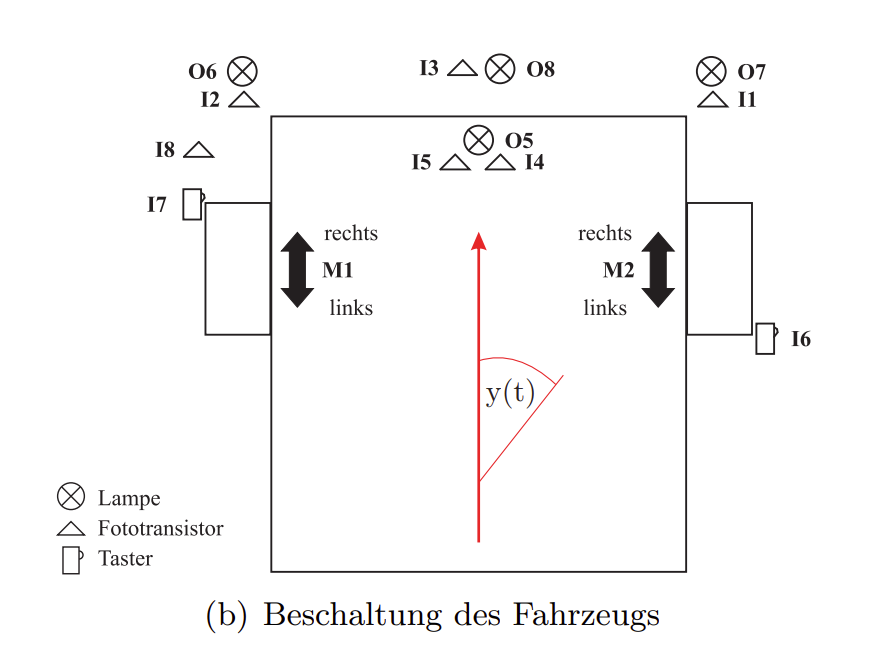 O6 I3 O8 O7
I2 I1
O5
I8 I5 I4
I7
rechts rechts
M1 M2
links links
I6
y(t)
Lampe
Fototransistor
Taster
(b) Beschaltung des Fahrzeugs